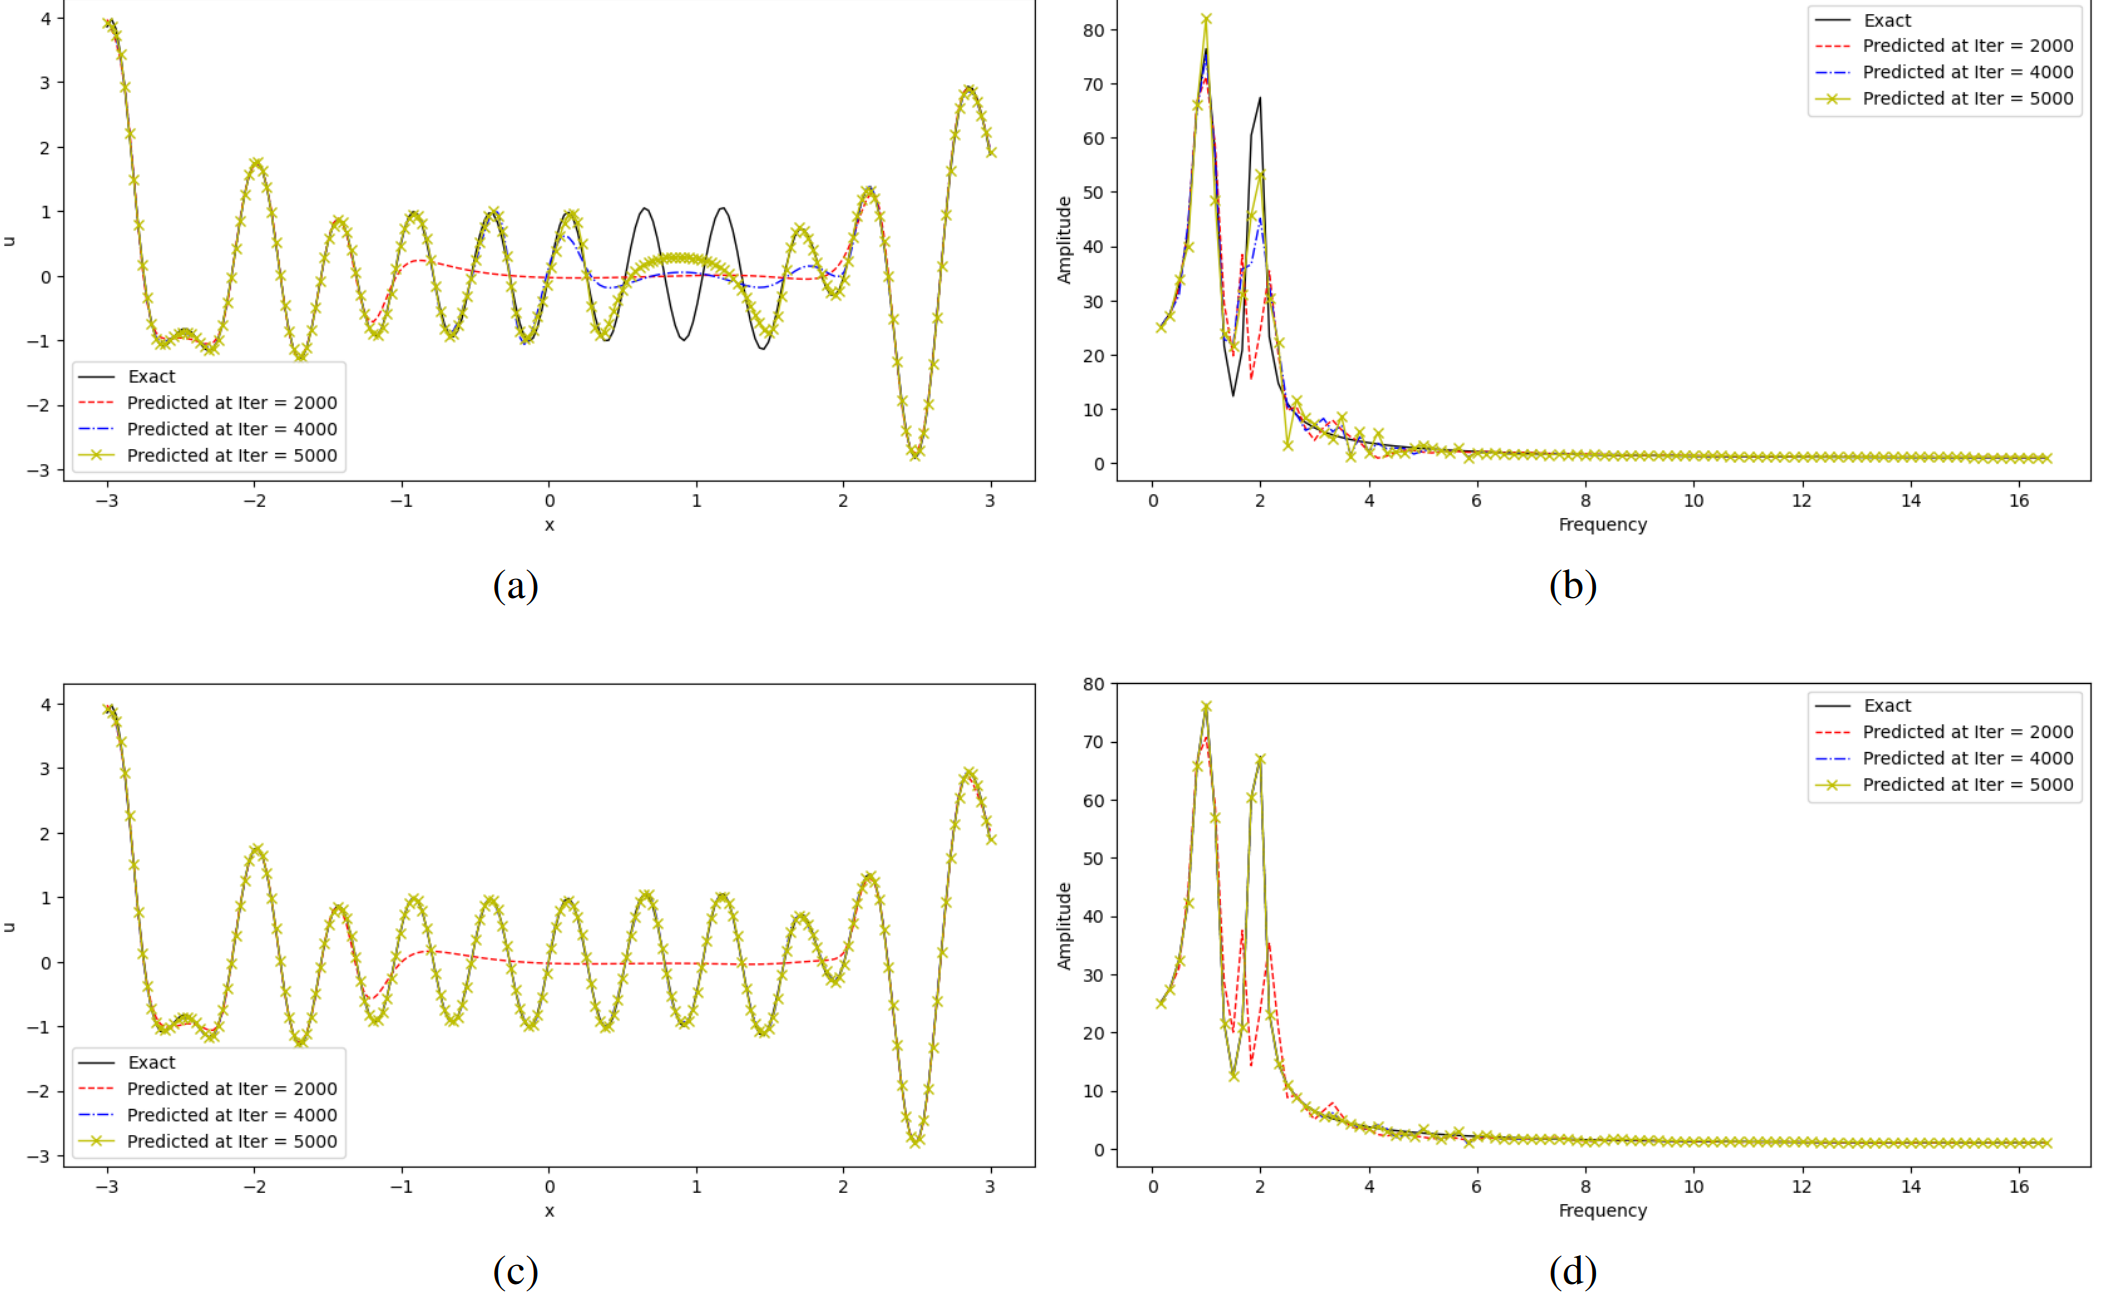 4
3
2
1
0
−1
−2
−3
u
Exact
Predicted at Iter = 2000
Predicted at Iter = 4000
Predicted at Iter = 5000
−3 −2 −1 0 1 2 3
x
(a)
80
70
60
50
40
30
20
10
0
Amplitude
Exact
Predicted at Iter = 2000
Predicted at Iter = 4000
Predicted at Iter = 5000
0 2 4 6 8 10 12 14 16
Frequency
(b)
4
3
2
1
0
−1
−2
−3
u
Exact
Predicted at Iter = 2000
Predicted at Iter = 4000
Predicted at Iter = 5000
−3 −2 −1 0 1 2 3
x
(c)
80
70
60
50
40
30
20
10
0
Amplitude
Exact
Predicted at Iter = 2000
Predicted at Iter = 4000
Predicted at Iter = 5000
0 2 4 6 8 10 12 14 16
Frequency
(d)